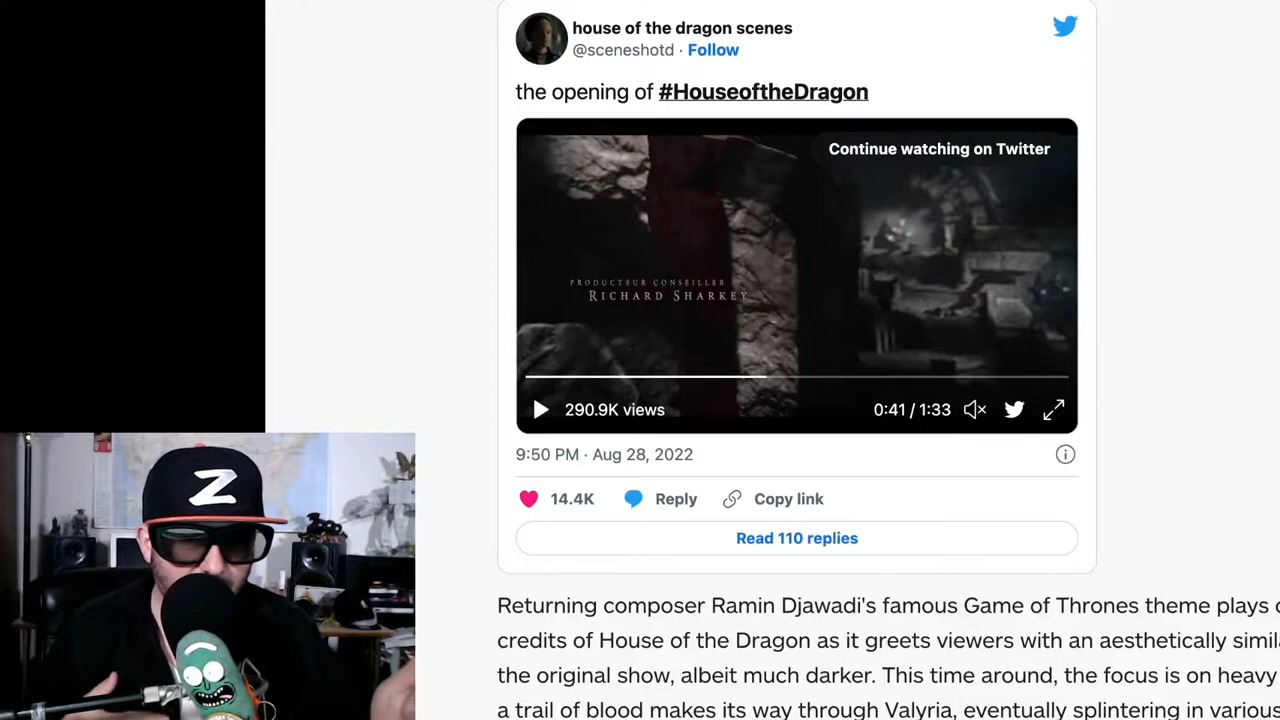 house of the dragon scenes
@sceneshotd · Follow
the opening of #HouseoftheDragon
Continue watching on Twitter
PRODUCTEUR CONSEILLER
RICHARD SHARKEY
290.9K views
0:41 / 1:33
9:50 PM · Aug 28, 2022
14.4K Reply Copy link
Read 110 replies
Returning composer Ramin Djawadi's famous Game of Thrones theme plays
credits of House of the Dragon as it greets viewers with an aesthetically
the original show, albeit much darker. This time around, the focus is on heavy
a trail of blood makes its way through Valyria, eventually splintering in
Z